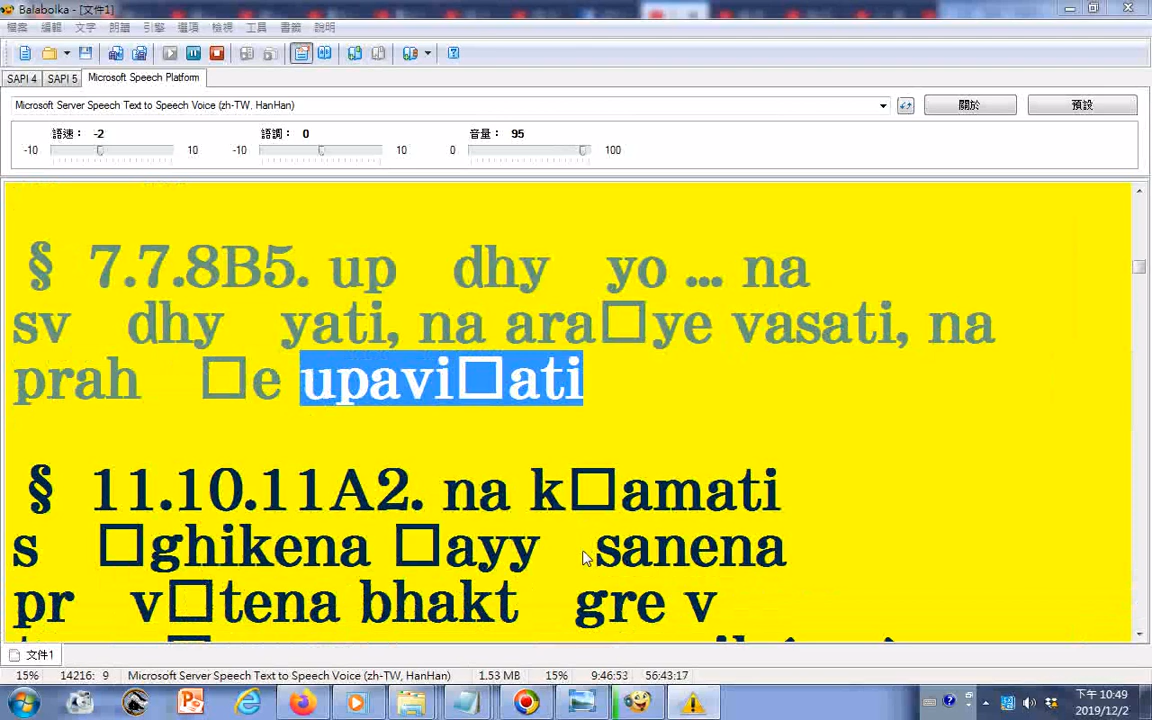 Balabolka - [文件1]
檔案 編輯 文字 朗讀 引擎 選項 檢視 工具 書籤 說明
SAPI 4 SAPI 5 Microsoft Speech Platform
Microsoft Server Speech Text to Speech Voice (zh-TW, HanHan) 關於 預設
語速： -2 語調： 0 音量： 95
-10 10 -10 10 0 100
§ 7.7.8B5. up dhy yo ... na
sv dhy yati, na ara□ye vasati, na
prah □e upavi□ati
§ 11.10.11A2. na k□amati
s □ghikena □ayy sanena
pr v□tena bhakt gre v
文件1
15% 14216: 9 Microsoft Server Speech Text to Speech Voice (zh-TW, HanHan) 1.53 MB 15% 9:46:53 56:43:17
下午 10:49
2019/12/2